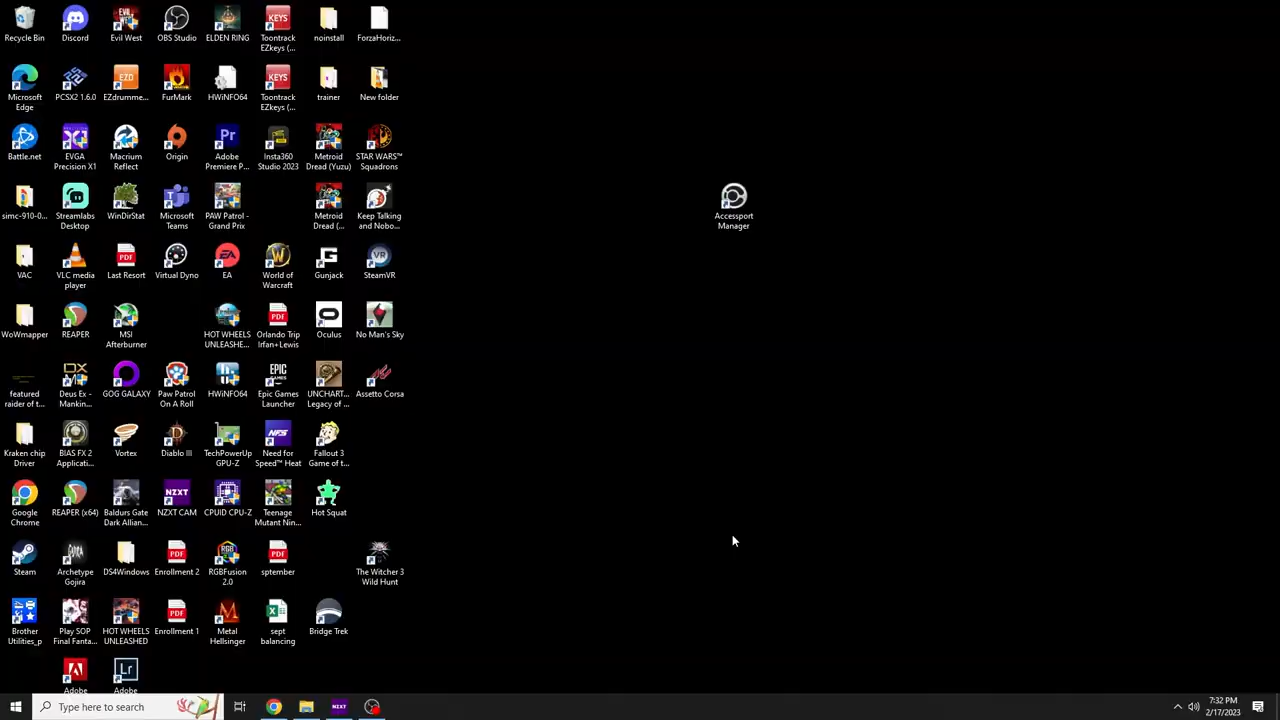 Recycle Bin
Discord
Evil West
OBS Studio
ELDEN RING
Toontrack
EZkeys (...
noinstall
ForzaHoriz...
Microsoft
Edge
PCSX2 1.6.0
EZdrumme...
FurMark
HWiNFO64
Toontrack
EZkeys (...
trainer
New folder
Battle.net
EVGA
Precision X1
Macrium
Reflect
Origin
Adobe
Premiere P...
Insta360
Studio 2023
Metroid
Dread (Yuzu)
STAR WARS™
Squadrons
simc-910-0...
Streamlabs
Desktop
WinDirStat
Microsoft
Teams
PAW Patrol -
Grand Prix
Metroid
Dread (...
Keep Talking
and Nobo...
Accessport
Manager
VAC
VLC media
player
Last Resort
Virtual Dyno
EA
World of
Warcraft
Gunjack
SteamVR
WoWmapper
REAPER
MSI
Afterburner
HOT WHEELS
UNLEASHE...
Orlando Trip
Irfan+Lewis
Oculus
No Man's Sky
featured
raider of t...
Deus Ex -
Mankin...
GOG GALAXY
Paw Patrol
On A Roll
HWiNFO64
Epic Games
Launcher
UNCHART...
Legacy of ...
Assetto Corsa
Kraken chip
Driver
BIAS FX 2
Applicati...
Vortex
Diablo III
TechPowerUp
GPU-Z
Need for
Speed™ Heat
Fallout 3
Game of t...
Google
Chrome
REAPER (x64)
Baldurs Gate
Dark Allian...
NZXT CAM
CPUID CPU-Z
Teenage
Mutant Nin...
Hot Squat
Steam
Archetype
Gojira
DS4Windows
Enrollment 2
RGBFusion
2.0
sptember
The Witcher 3
Wild Hunt
Brother
Utilities_p
Play SOP
Final Fanta...
HOT WHEELS
UNLEASHED
Enrollment 1
Metal
Hellsinger
sept
balancing
Bridge Trek
Adobe
Adobe
Type here to search
7:32 PM
2/17/2023